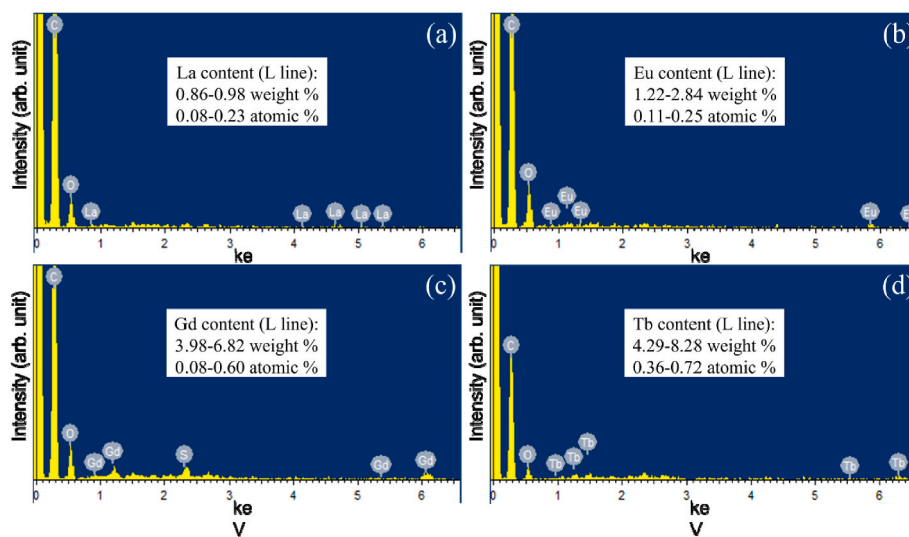 (a)
Intensity (arb. unit)
La content (L line):
0.86-0.98 weight %
0.08-0.23 atomic %
C
O
La
La
La
La
La
0 1 2 3 4 5 6
ke
(b)
Intensity (arb. unit)
Eu content (L line):
1.22-2.84 weight %
0.11-0.25 atomic %
C
O
Eu
Eu
Eu
Eu
0 1 2 3 4 5 6
ke
(c)
Intensity (arb. unit)
Gd content (L line):
3.98-6.82 weight %
0.08-0.60 atomic %
C
O
Gd
Gd
S
Gd
Gd
0 1 2 3 4 5 6
ke
V
(d)
Intensity (arb. unit)
Tb content (L line):
4.29-8.28 weight %
0.36-0.72 atomic %
C
O
Tb
Tb
Tb
Tb
Tb
0 1 2 3 4 5 6
ke
V